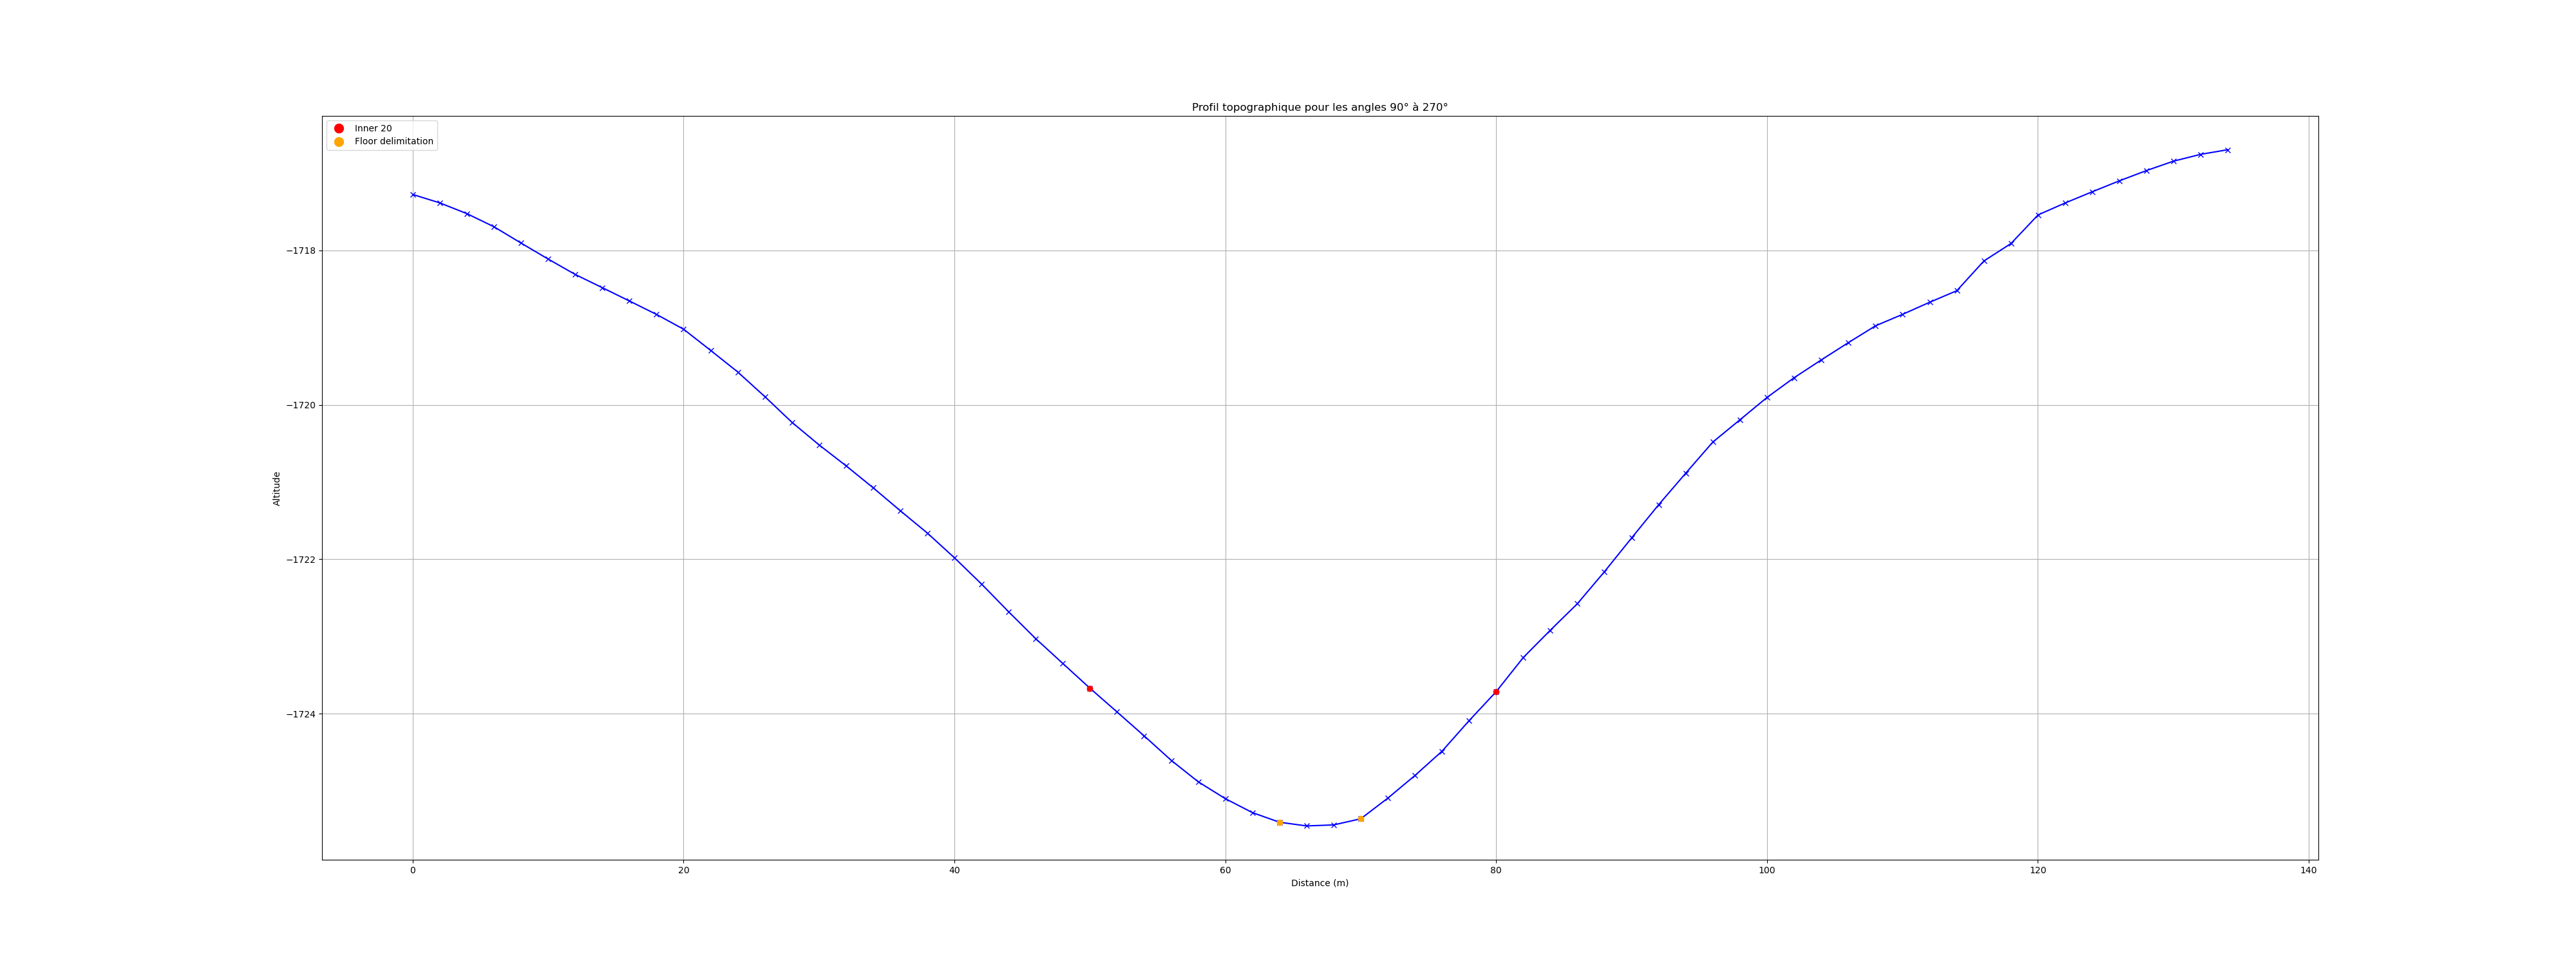 Profil topographique pour les angles 90° à 270°
Inner 20
Floor delimitation
Altitude
−1718
−1720
−1722
−1724
0 20 40 60 80 100 120 140
Distance (m)